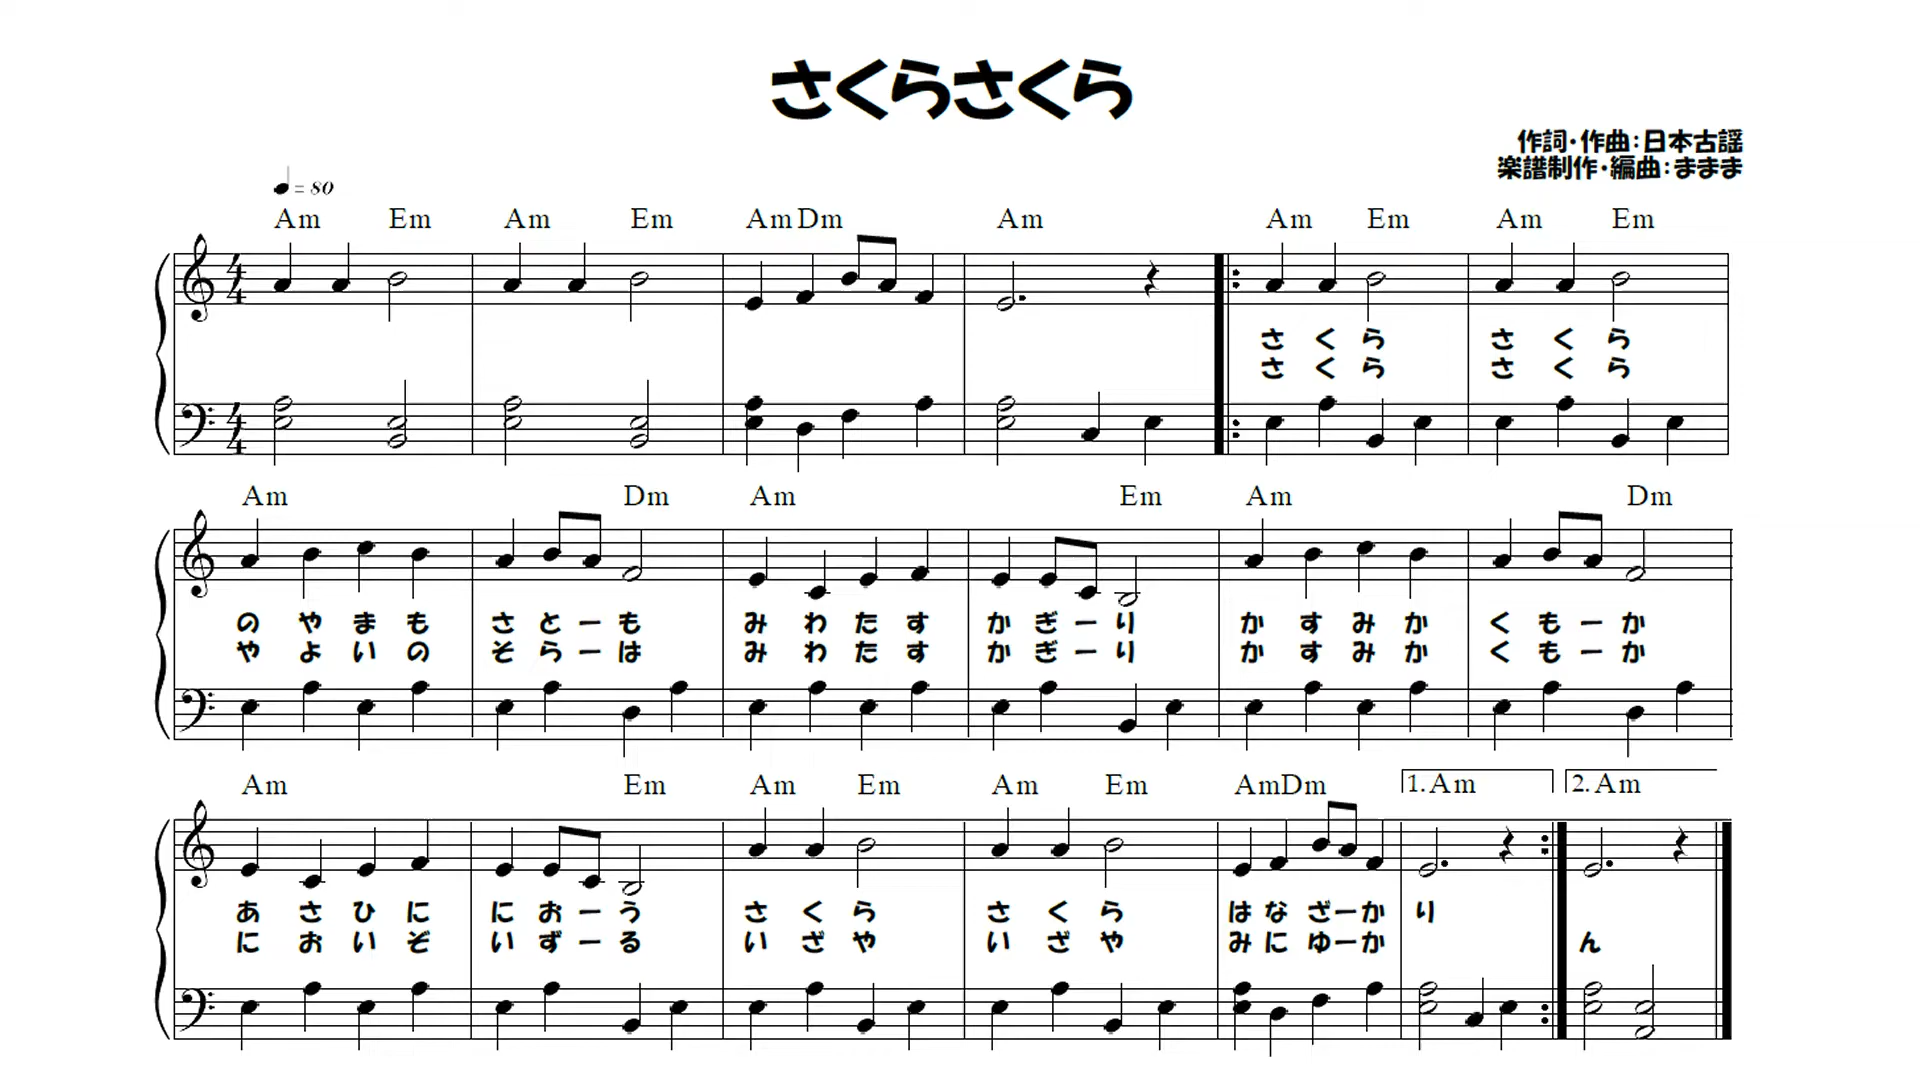 さくらさくら
作詞・作曲：日本古謡
楽譜制作・編曲：ままま
= 80
Am Em Am Em Am Dm Am Am Em Am Em
4 4
さ く ら さ く ら
さ く ら さ く ら
4 4
Am Dm Am Em Am Dm
の や ま も さ と ー も み わ た す か ぎ ー り か す み か く も ー か
や よ い の そ ら ー は み わ た す か ぎ ー り か す み か く も ー か
Am Em Am Em Am Em Am Dm 1. Am 2. Am
あ さ ひ に に お ー う さ く ら さ く ら は な ざ ー か り
に お い ぞ い ず ー る い ざ や い ざ や み に ゆ ー か ん